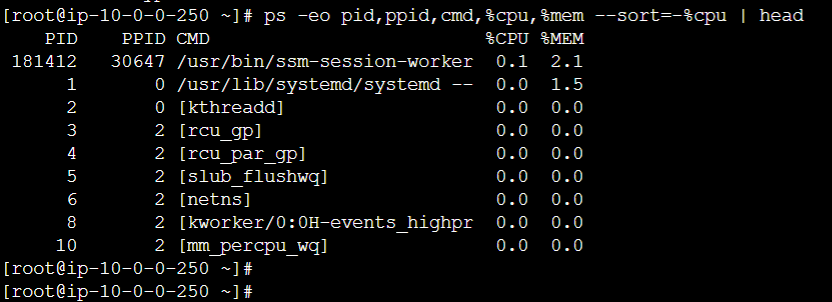 [root@ip-10-0-0-250 ~]# ps -eo pid,ppid,cmd,%cpu,%mem --sort=-%cpu | head
PID PPID CMD %CPU %MEM
181412 30647 /usr/bin/ssm-session-worker 0.1 2.1
1 0 /usr/lib/systemd/systemd -- 0.0 1.5
2 0 [kthreadd] 0.0 0.0
3 2 [rcu_gp] 0.0 0.0
4 2 [rcu_par_gp] 0.0 0.0
5 2 [slub_flushwq] 0.0 0.0
6 2 [netns] 0.0 0.0
8 2 [kworker/0:0H-events_highpr 0.0 0.0
10 2 [mm_percpu_wq] 0.0 0.0
[root@ip-10-0-0-250 ~]#
[root@ip-10-0-0-250 ~]#